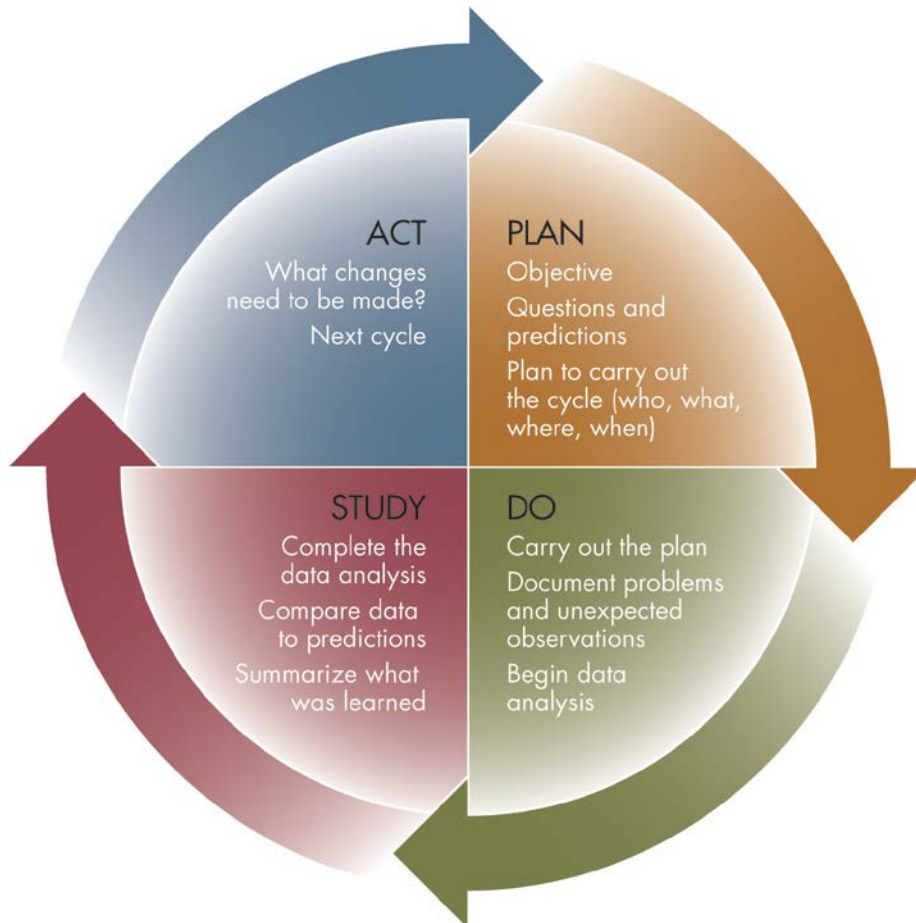 ACT
What changes
need to be made?
Next cycle
PLAN
Objective
Questions and
predictions
Plan to carry out
the cycle (who, what,
where, when)
STUDY
Complete the
data analysis
Compare data
to predictions
Summarize what
was learned
DO
Carry out the plan
Document problems
and unexpected
observations
Begin data
analysis